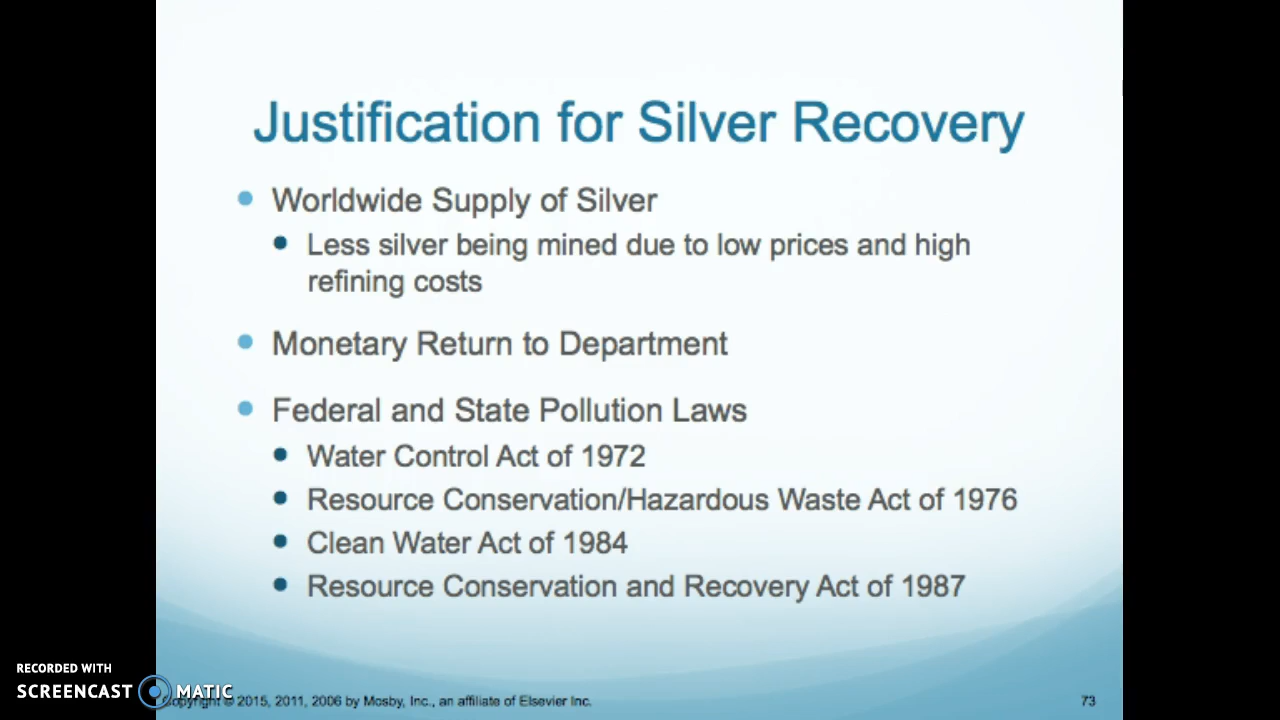 Justification for Silver Recovery
Worldwide Supply of Silver
Less silver being mined due to low prices and high
refining costs
Monetary Return to Department
Federal and State Pollution Laws
Water Control Act of 1972
Resource Conservation/Hazardous Waste Act of 1976
Clean Water Act of 1984
Resource Conservation and Recovery Act of 1987
RECORDED WITH
SCREENCAST MATIC
Copyright © 2015, 2011, 2006 by Mosby, Inc., an affiliate of Elsevier Inc.
73